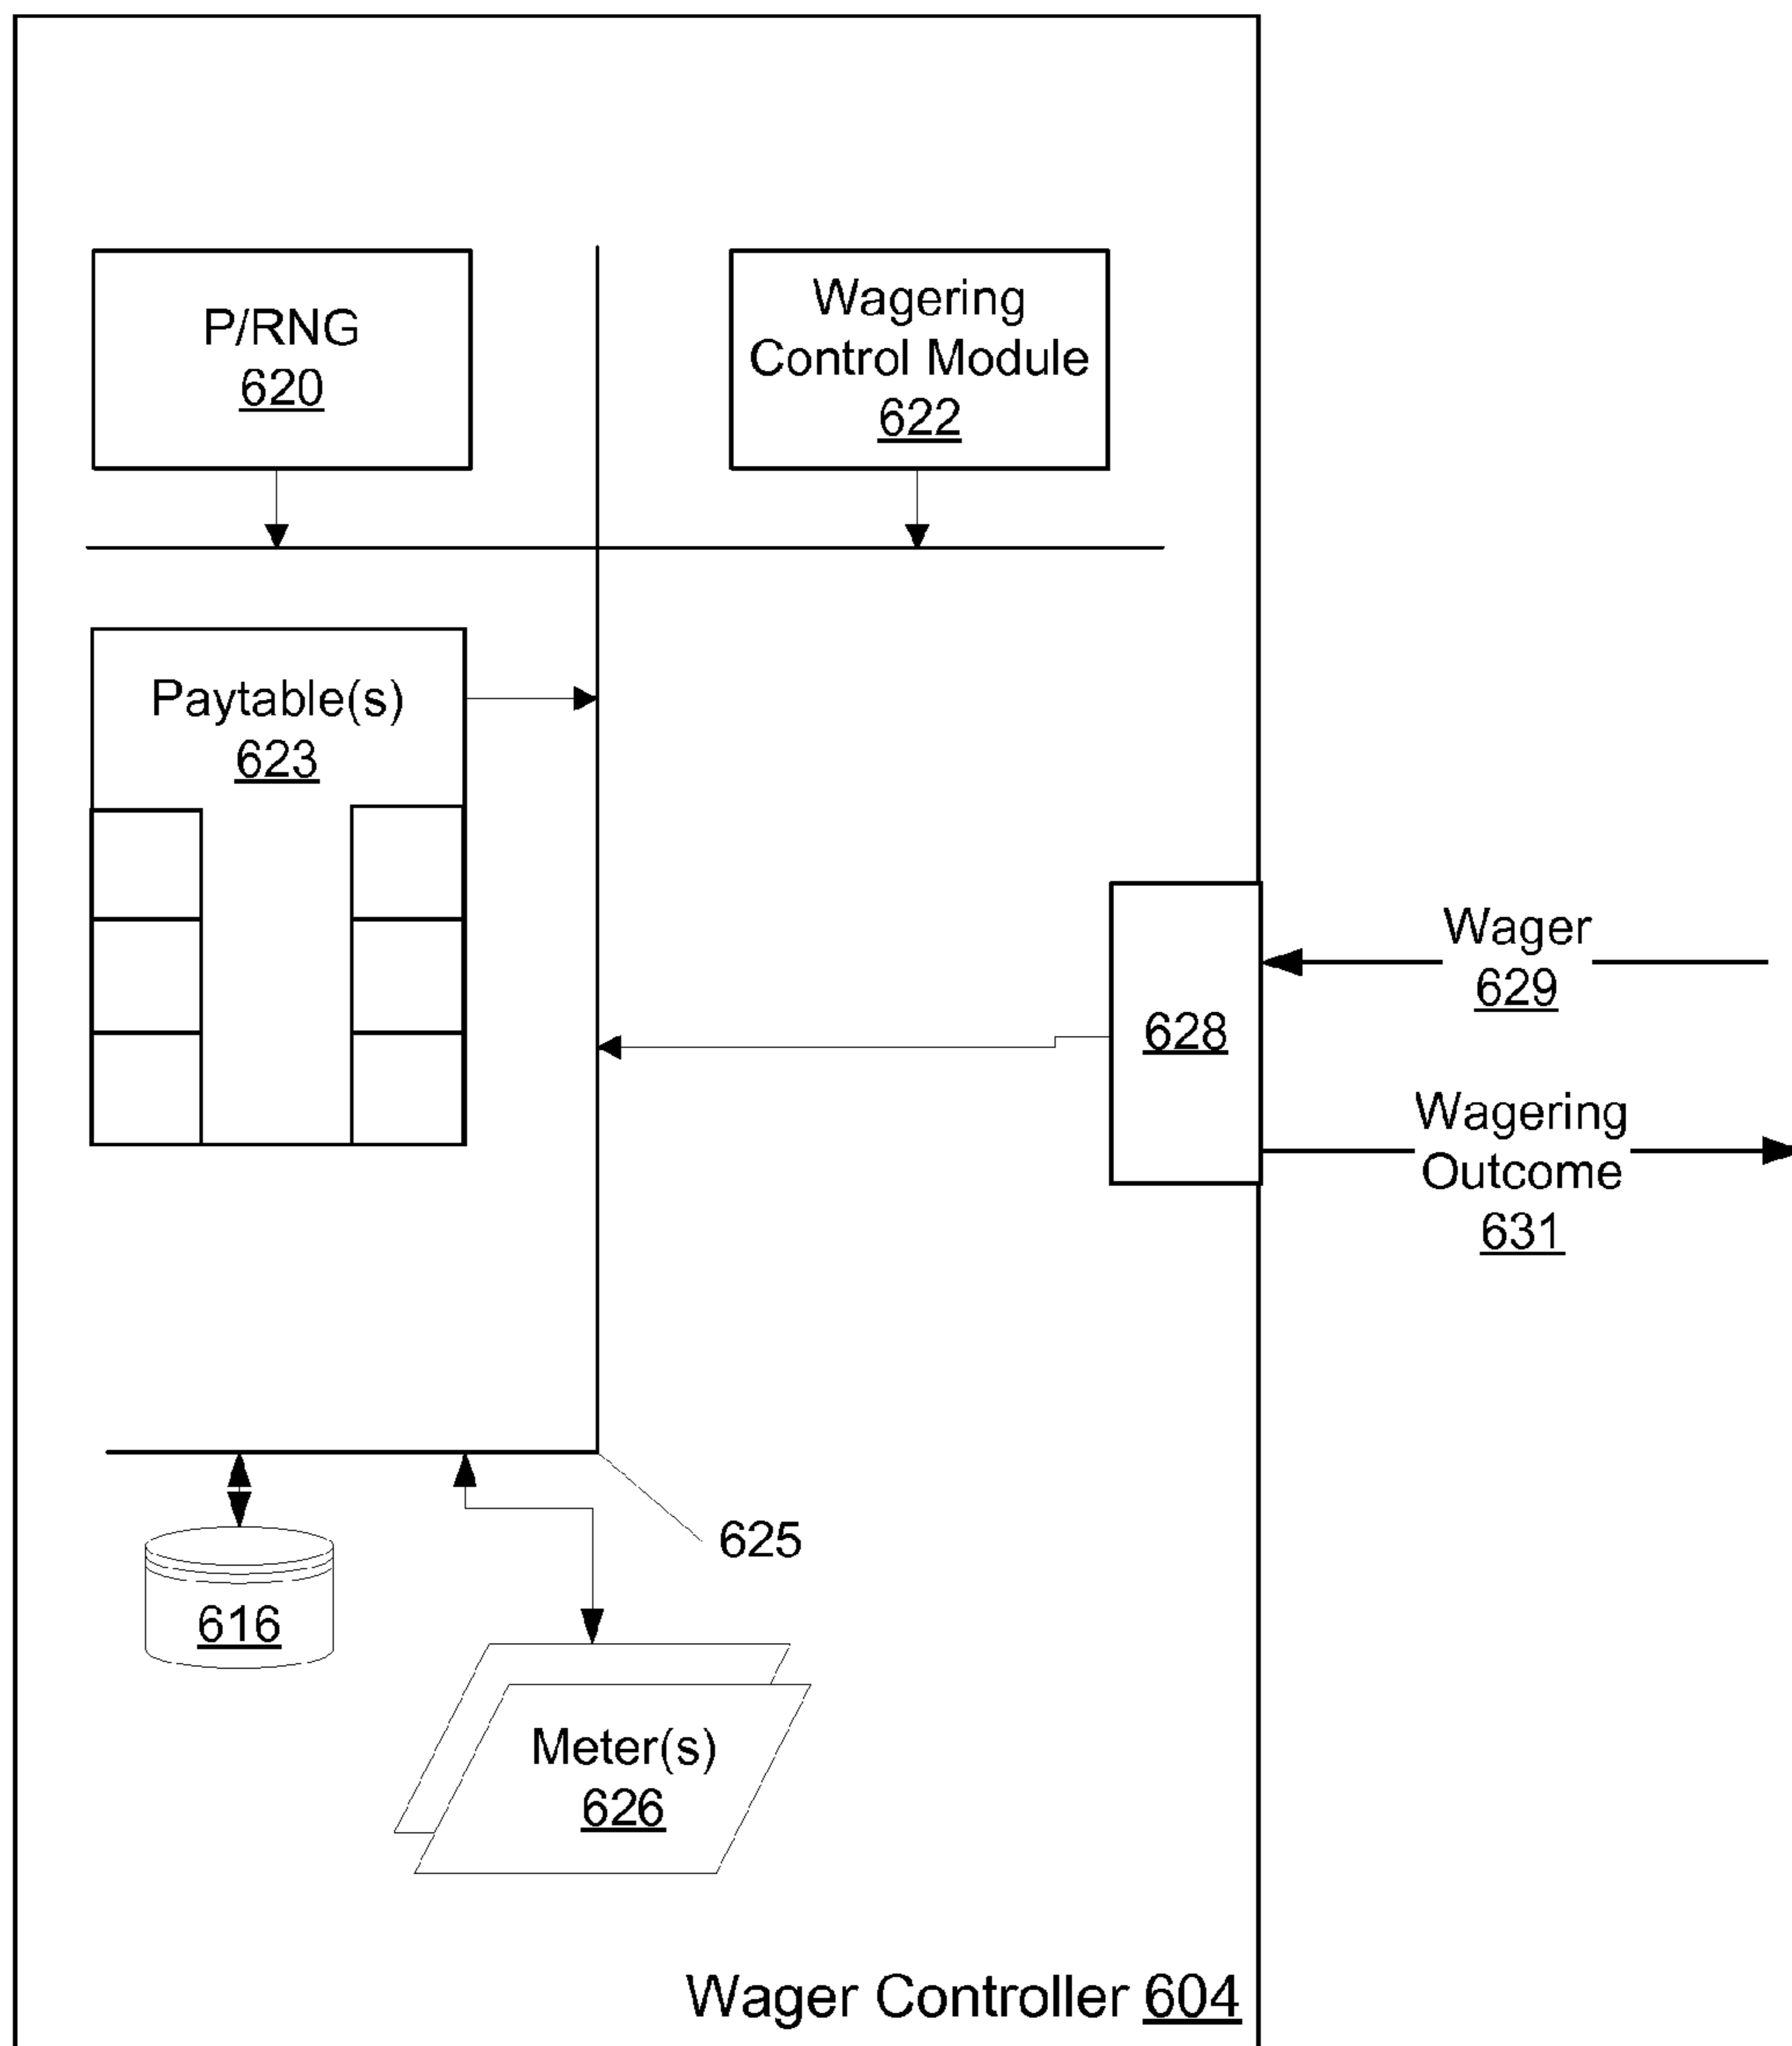 P/RNG
620
Wagering
Control Module
622
Paytable(s)
623
Wager
629
628
Wagering
Outcome
631
625
616
Meter(s)
626
Wager Controller 604